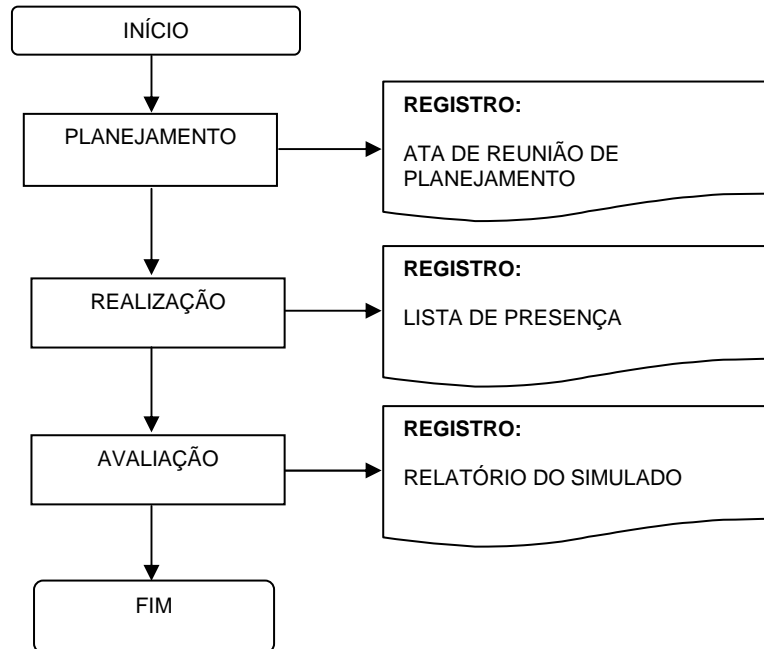 INÍCIO
PLANEJAMENTO
REGISTRO:
ATA DE REUNIÃO DE
PLANEJAMENTO
REALIZAÇÃO
REGISTRO:
LISTA DE PRESENÇA
AVALIAÇÃO
REGISTRO:
RELATÓRIO DO SIMULADO
FIM